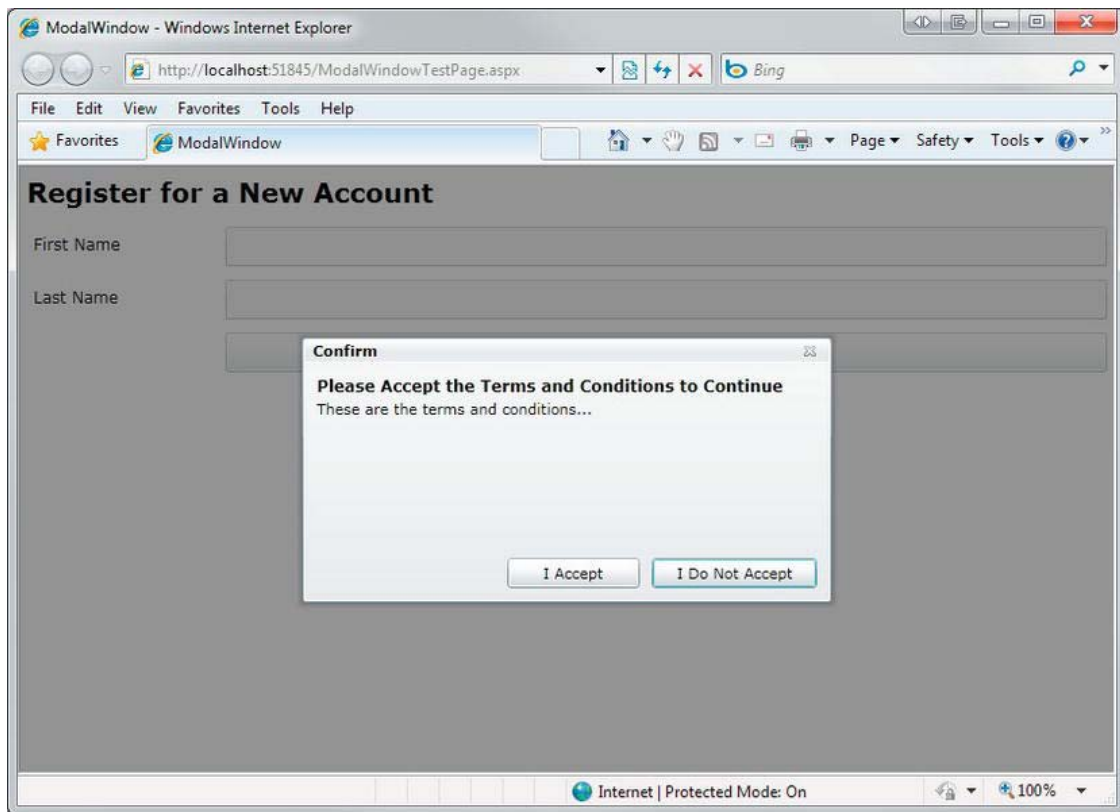 ModalWindow - Windows Internet Explorer
http://localhost:51845/ModalWindowTestPage.aspx
Bing
File Edit View Favorites Tools Help
Favorites
ModalWindow
Page Safety Tools
Register for a New Account
First Name
Last Name
Confirm
Please Accept the Terms and Conditions to Continue
These are the terms and conditions...
I Accept
I Do Not Accept
Internet | Protected Mode: On
100%